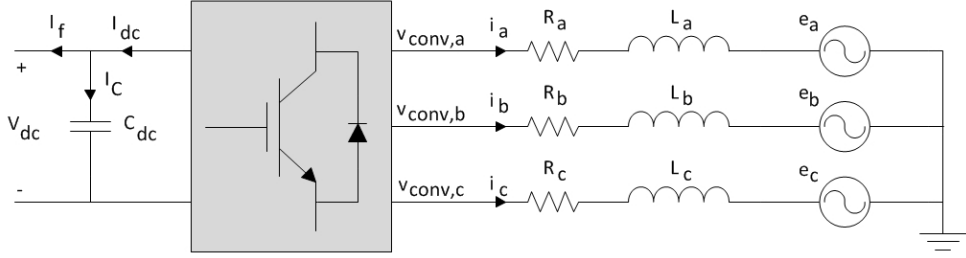 I_f I_dc v_conv,a i_a R_a L_a e_a
+
I_C v_conv,b i_b R_b L_b e_b
V_dc C_dc
- v_conv,c i_c R_c L_c e_c